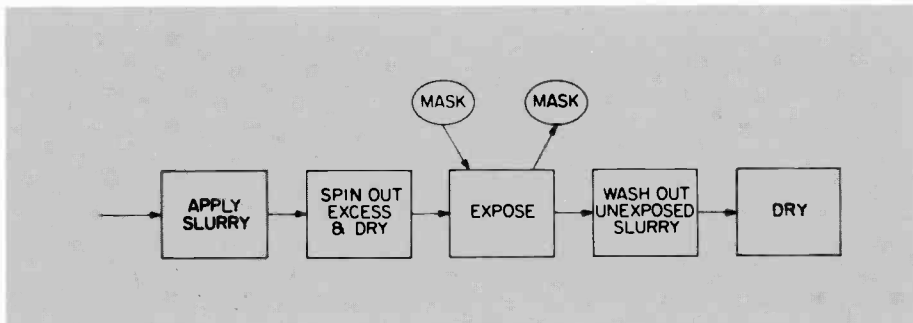 MASK
MASK
APPLY
SLURRY
SPIN OUT
EXCESS
& DRY
EXPOSE
WASH OUT
UNEXPOSED
SLURRY
DRY